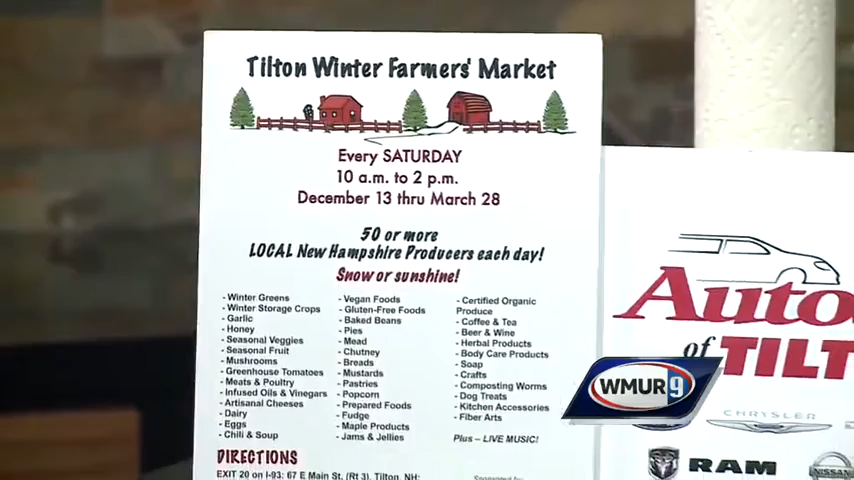 Tilton Winter Farmers' Market
Every SATURDAY
10 a.m. to 2 p.m.
December 13 thru March 28
50 or more
LOCAL New Hampshire Producers each day!
Snow or sunshine!
- Winter Greens
- Winter Storage Crops
- Garlic
- Honey
- Seasonal Veggies
- Seasonal Fruit
- Mushrooms
- Greenhouse Tomatoes
- Meats & Poultry
- Infused Oils & Vinegars
- Artisanal Cheeses
- Dairy
- Eggs
- Chili & Soup
- Vegan Foods
- Gluten-Free Foods
- Baked Beans
- Pies
- Mead
- Chutney
- Breads
- Mustards
- Pastries
- Popcorn
- Prepared Foods
- Fudge
- Maple Products
- Jams & Jellies
- Certified Organic
Produce
- Coffee & Tea
- Beer & Wine
- Herbal Products
- Body Care Products
- Soap
- Crafts
- Composting Worms
- Dog Treats
- Kitchen Accessories
- Fiber Arts
Plus – LIVE MUSIC!
DIRECTIONS
EXIT 20 on I-93: 67 E Main St. (Rt 3), Tilton, NH:
Auto
of TILT
WMUR 9
CHRYSLER
RAM
NISSAN